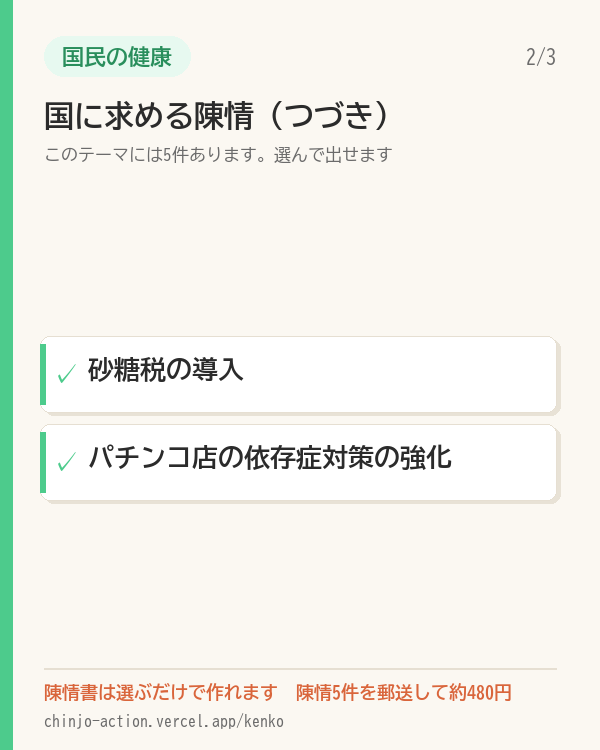 国民の健康
2/3
国に求める陳情（つづき）
このテーマには5件あります。選んで出せます
✓ 砂糖税の導入
✓ パチンコ店の依存症対策の強化
陳情書は選ぶだけで作れます　陳情5件を郵送して約480円
chinjo-action.vercel.app/kenko